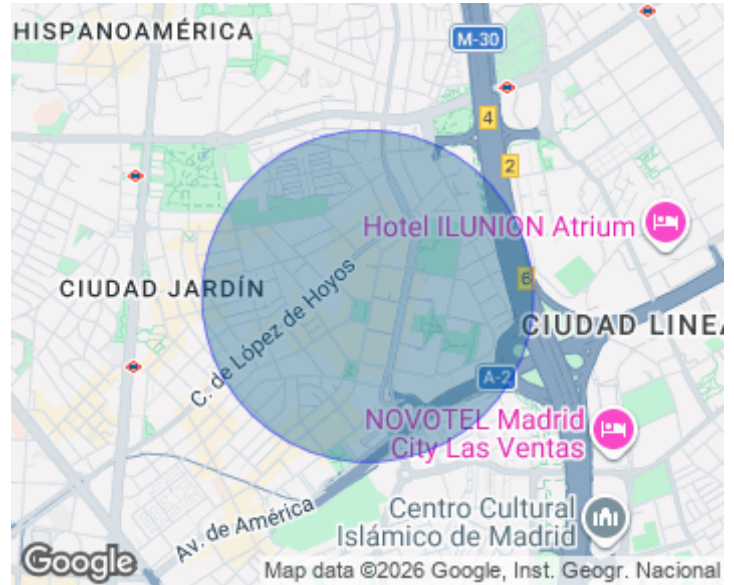 HISPANOAMÉRICA
M-30
4
2
Hotel ILUNION Atrium
CIUDAD JARDÍN
C. de López de Hoyos
6
CIUDAD LINEA
A-2
NOVOTEL Madrid
City Las Ventas
Centro Cultural
Islámico de Madrid
Av. de América
Google
Map data ©2026 Google, Inst. Geogr. Nacional